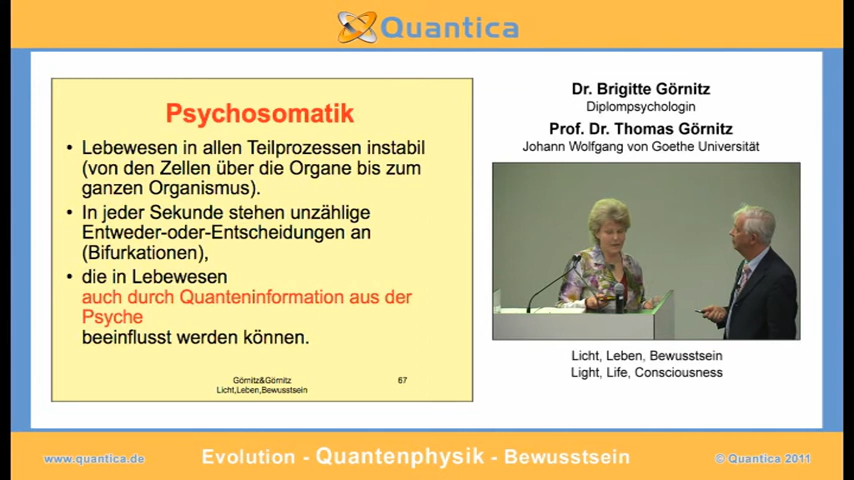 Quantica
Psychosomatik
• Lebewesen in allen Teilprozessen instabil
(von den Zellen über die Organe bis zum
ganzen Organismus).
• In jeder Sekunde stehen unzählige
Entweder-oder-Entscheidungen an
(Bifurkationen),
• die in Lebewesen
auch durch Quanteninformation aus der
Psyche
beeinflusst werden können.
Görnitz&Görnitz
Licht,Leben,Bewusstsein
67
Dr. Brigitte Görnitz
Diplompsychologin
Prof. Dr. Thomas Görnitz
Johann Wolfgang von Goethe Universität
Licht, Leben, Bewusstsein
Light, Life, Consciousness
www.quantica.de
Evolution - Quantenphysik - Bewusstsein
© Quantica 2011